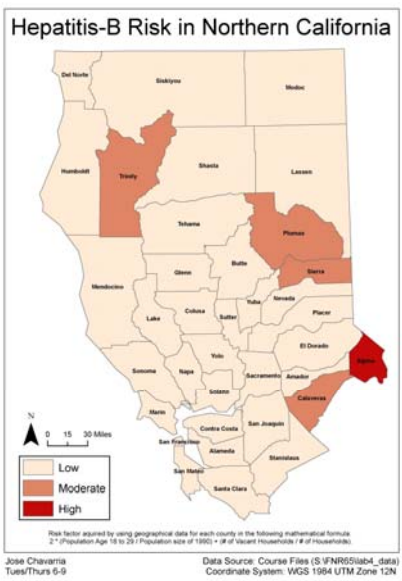 Hepatitis-B Risk in Northern California
Del Norte
Siskiyou
Modoc
Humboldt
Trinity
Shasta
Lassen
Tehama
Plumas
Mendocino
Glenn
Butte
Sierra
Lake
Colusa
Sutter
Yuba
Nevada
Placer
Sonoma
Napa
Yolo
El Dorado
Alpine
Solano
Sacramento
Amador
Calaveras
Marin
Contra Costa
San Joaquin
San Francisco
Alameda
Stanislaus
San Mateo
Santa Clara
N
0 15 30 Miles
Low
Moderate
High
Risk factor aquired by using geographical data for each county in the following mathematical formula
2 * (Population Age 18 to 29 / Population size of 1990) + (# of Vacant Households / # of Households)
Jose Chavarria
Tues/Thurs 6-9
Data Source: Course Files (S:\FNR65\lab4_data)
Coordinate System: WGS 1984 UTM Zone 12N